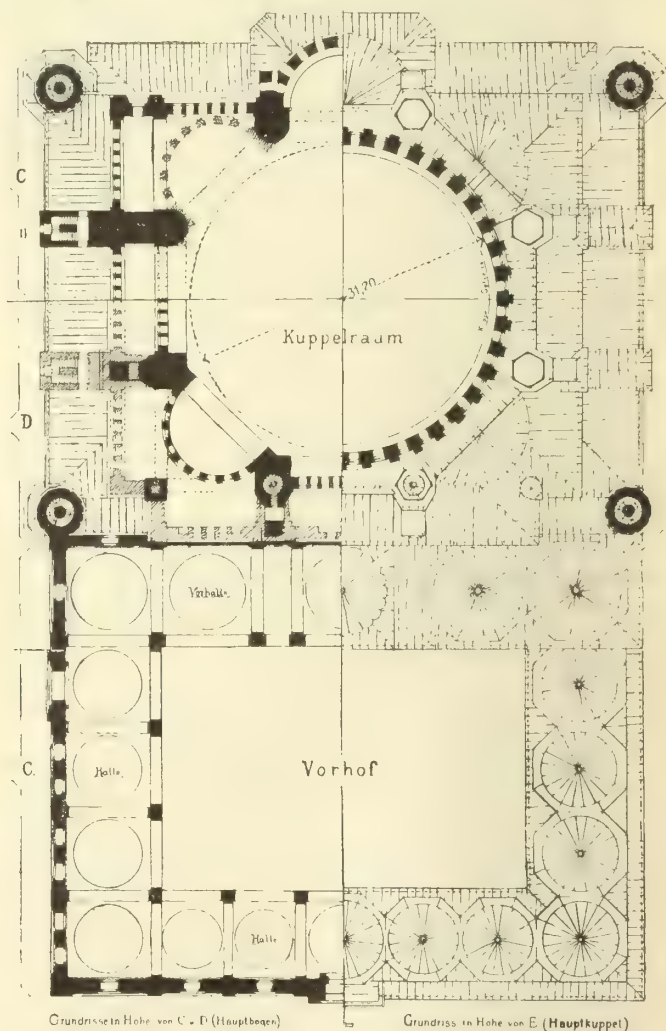 C
B
31,20
Kuppelraum
D
Vorhalle.
C.
Halle.
Vorhof
Halle
Grundrisse in Höhe von C u D (Hauptbogen)
Grundriss in Höhe von E (Hauptkuppel)